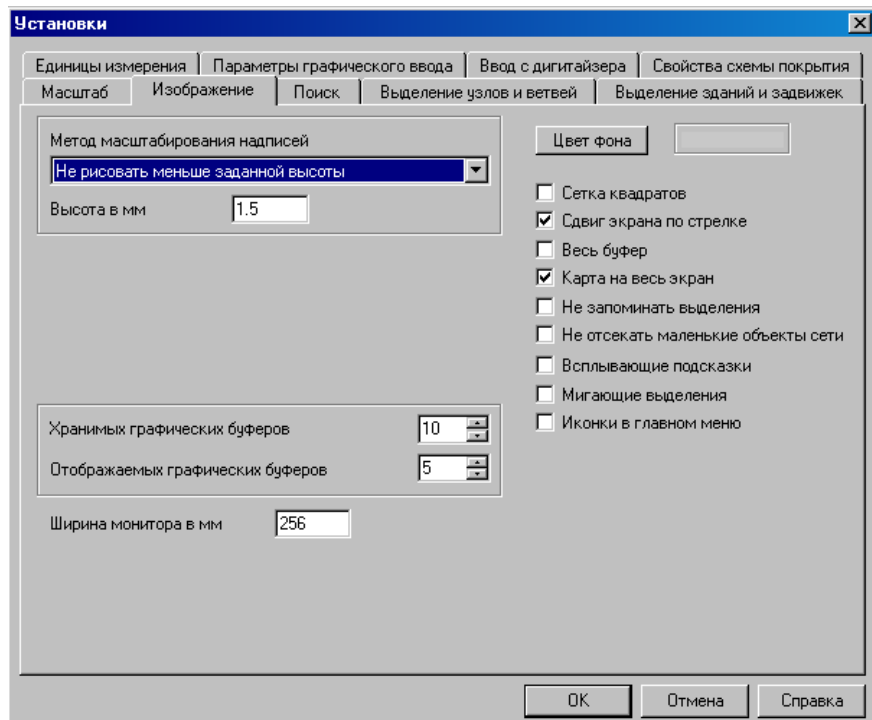 Установки
Единицы измерения
Параметры графического ввода
Ввод с дигитайзера
Свойства схемы покрытия
Масштаб
Изображение
Поиск
Выделение узлов и ветвей
Выделение зданий и задвижек
Метод масштабирования надписей
Не рисовать меньше заданной высоты
Высота в мм 1.5
Хранимых графических буферов 10
Отображаемых графических буферов 5
Ширина монитора в мм 256
Цвет фона
Сетка квадратов
Сдвиг экрана по стрелке
Весь буфер
Карта на весь экран
Не запоминать выделения
Не отсекать маленькие объекты сети
Всплывающие подсказки
Мигающие выделения
Иконки в главном меню
OK
Отмена
Справка